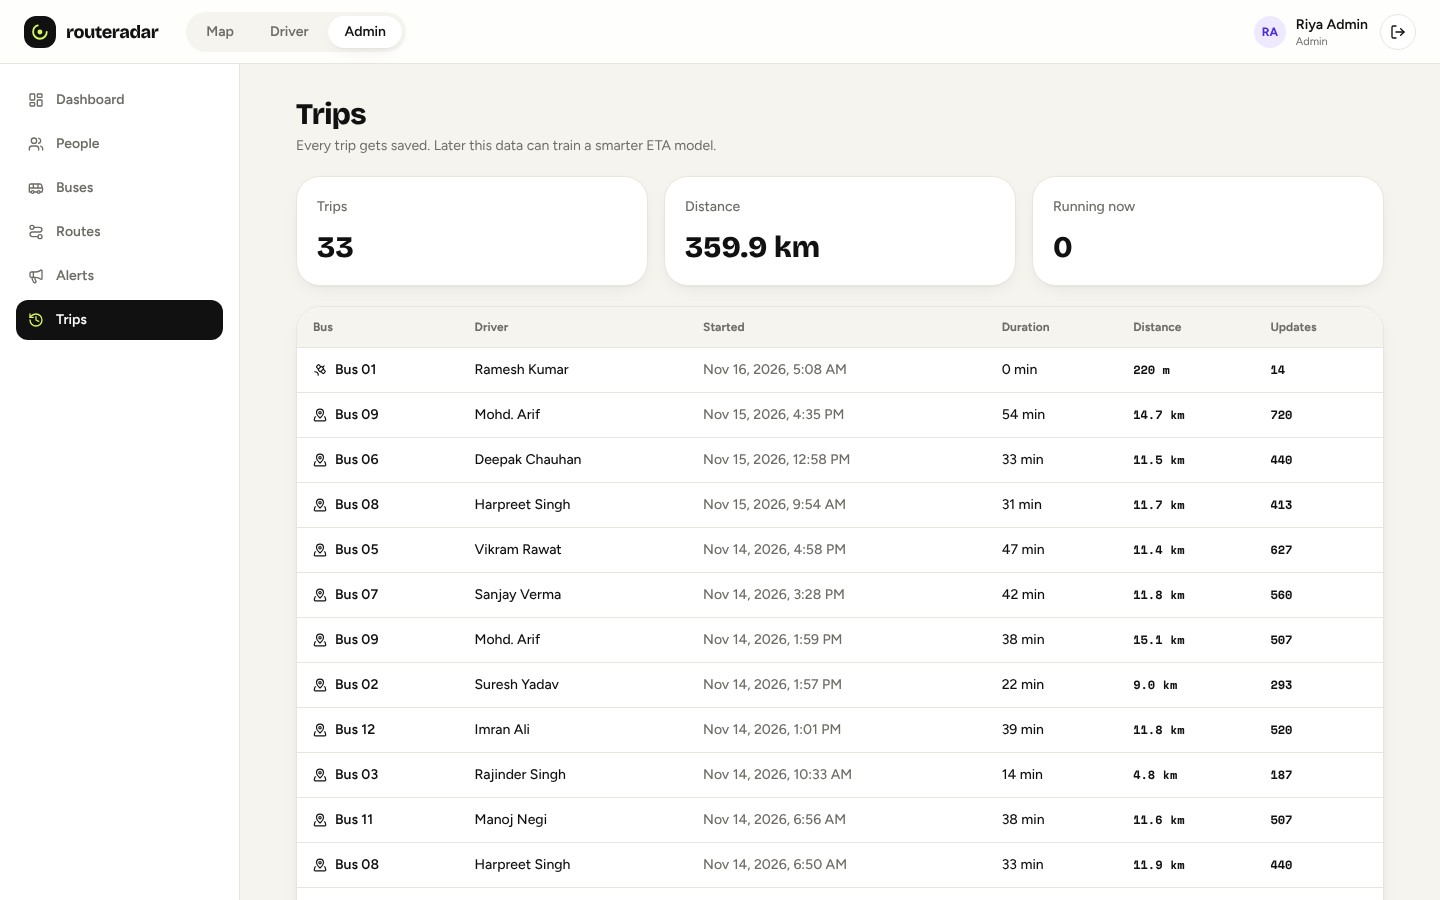 routeradar Map Driver Admin RA Riya Admin
Admin
Dashboard
People
Buses
Routes
Alerts
Trips
Trips
Every trip gets saved. Later this data can train a smarter ETA model.
Trips Distance Running now
33 359.9 km 0
Bus Driver Started Duration Distance Updates
Bus 01 Ramesh Kumar Nov 16, 2026, 5:08 AM 0 min 220 m 14
Bus 09 Mohd. Arif Nov 15, 2026, 4:35 PM 54 min 14.7 km 720
Bus 06 Deepak Chauhan Nov 15, 2026, 12:58 PM 33 min 11.5 km 440
Bus 08 Harpreet Singh Nov 15, 2026, 9:54 AM 31 min 11.7 km 413
Bus 05 Vikram Rawat Nov 14, 2026, 4:58 PM 47 min 11.4 km 627
Bus 07 Sanjay Verma Nov 14, 2026, 3:28 PM 42 min 11.8 km 560
Bus 09 Mohd. Arif Nov 14, 2026, 1:59 PM 38 min 15.1 km 507
Bus 02 Suresh Yadav Nov 14, 2026, 1:57 PM 22 min 9.0 km 293
Bus 12 Imran Ali Nov 14, 2026, 1:01 PM 39 min 11.8 km 520
Bus 03 Rajinder Singh Nov 14, 2026, 10:33 AM 14 min 4.8 km 187
Bus 11 Manoj Negi Nov 14, 2026, 6:56 AM 38 min 11.6 km 507
Bus 08 Harpreet Singh Nov 14, 2026, 6:50 AM 33 min 11.9 km 440